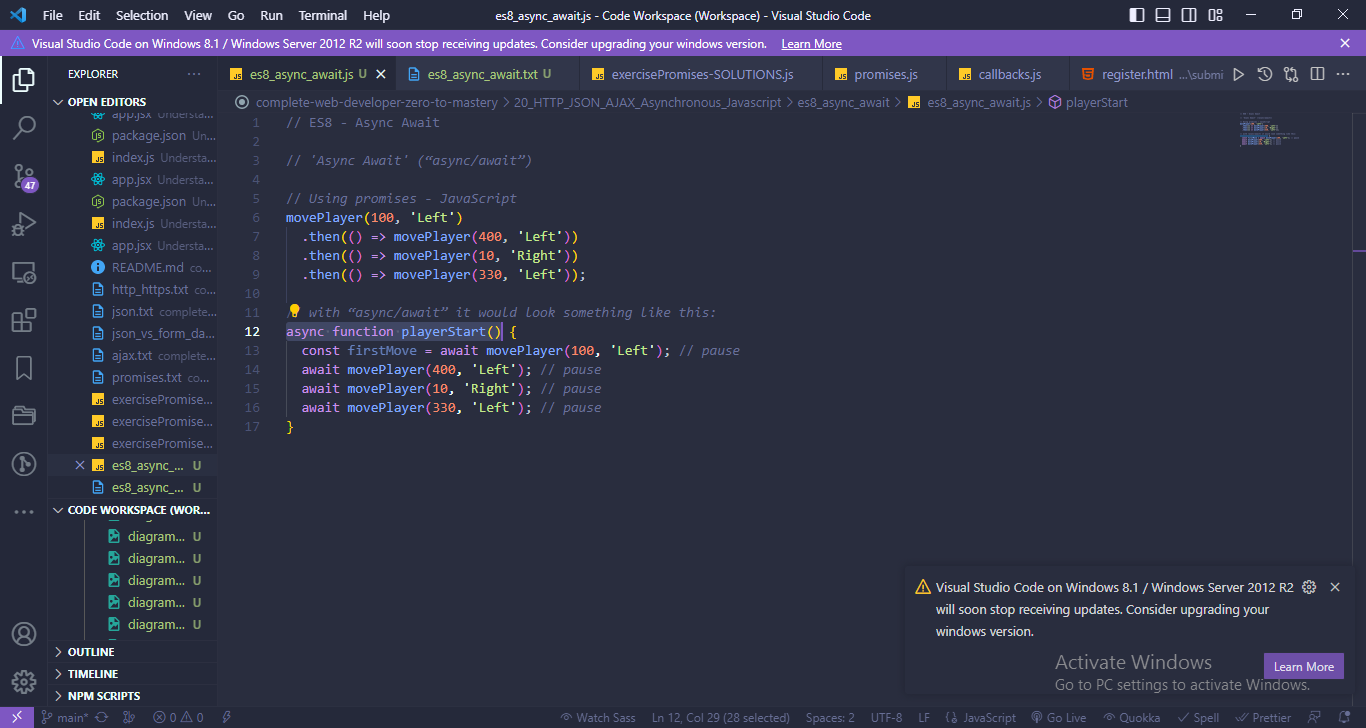 File Edit Selection View Go Run Terminal Help
es8_async_await.js - Code Workspace (Workspace) - Visual Studio Code
Visual Studio Code on Windows 8.1 / Windows Server 2012 R2 will soon stop receiving updates. Consider upgrading your windows version. Learn More
EXPLORER
es8_async_await.js U
es8_async_await.txt U
exercisePromises-SOLUTIONS.js
promises.js
callbacks.js
register.html ...\submi
OPEN EDITORS
app.jsx Understa...
package.json Un...
index.js Understa...
app.jsx Understa...
package.json Un...
index.js Understa...
app.jsx Understa...
README.md co...
http_https.txt co...
json.txt complete...
json_vs_form_da...
ajax.txt complete...
promises.txt co...
exercisePromise...
exercisePromise...
exercisePromise...
es8_async_... U
es8_async_... U
CODE WORKSPACE (WOR...
diagram... U
diagram... U
diagram... U
diagram... U
diagram... U
OUTLINE
TIMELINE
NPM SCRIPTS
47
complete-web-developer-zero-to-mastery > 20_HTTP_JSON_AJAX_Asynchronous_Javascript > es8_async_await > es8_async_await.js > playerStart
1 // ES8 - Async Await
2
3 // 'Async Await' (“async/await”)
4
5 // Using promises - JavaScript
6 movePlayer(100, 'Left')
7 .then(() => movePlayer(400, 'Left'))
8 .then(() => movePlayer(10, 'Right'))
9 .then(() => movePlayer(330, 'Left'));
10
11 / with “async/await” it would look something like this:
12 async function playerStart() {
13 const firstMove = await movePlayer(100, 'Left'); // pause
14 await movePlayer(400, 'Left'); // pause
15 await movePlayer(10, 'Right'); // pause
16 await movePlayer(330, 'Left'); // pause
17 }
Visual Studio Code on Windows 8.1 / Windows Server 2012 R2
will soon stop receiving updates. Consider upgrading your
windows version.
Learn More
Activate Windows
Go to PC settings to activate Windows.
main* 0 0 Watch Sass Ln 12, Col 29 (28 selected) Spaces: 2 UTF-8 LF {} JavaScript Go Live Quokka Spell Prettier